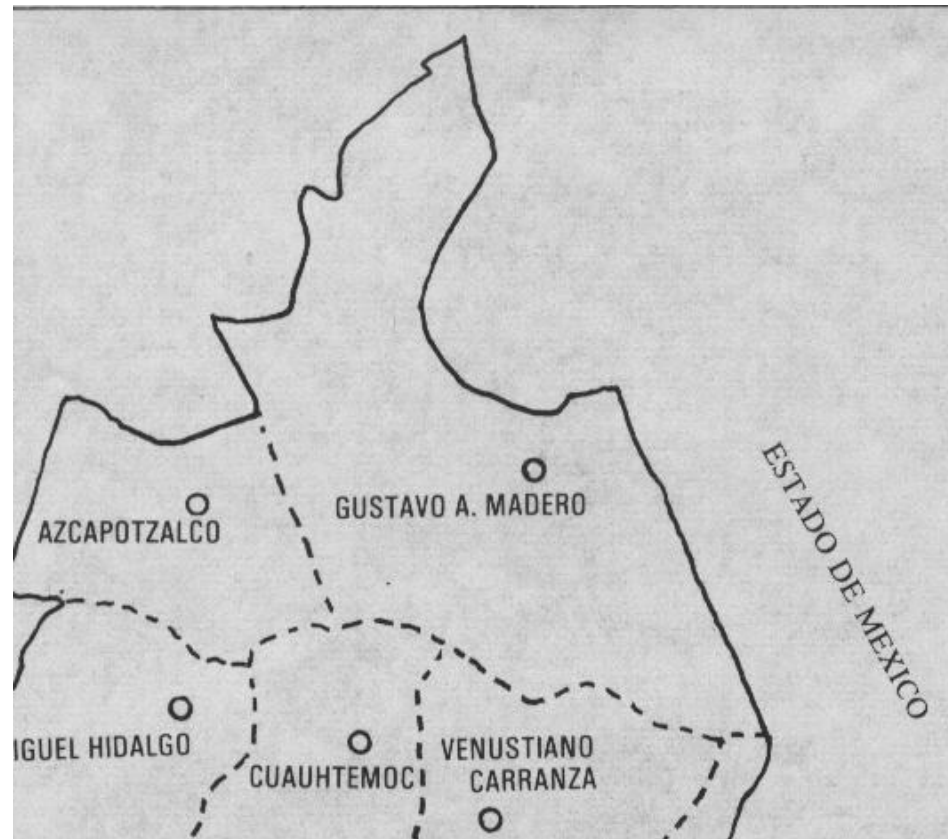 GUSTAVO A. MADERO
AZCAPOTZALCO
ESTADO DE MEXICO
IGUEL HIDALGO
CUAUHTEMOC
VENUSTIANO
CARRANZA